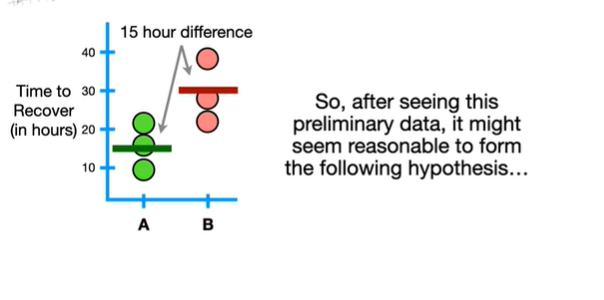 15 hour difference
40
Time to
Recover
(in hours)
30
20
10
A
B
So, after seeing this
preliminary data, it might
seem reasonable to form
the following hypothesis…